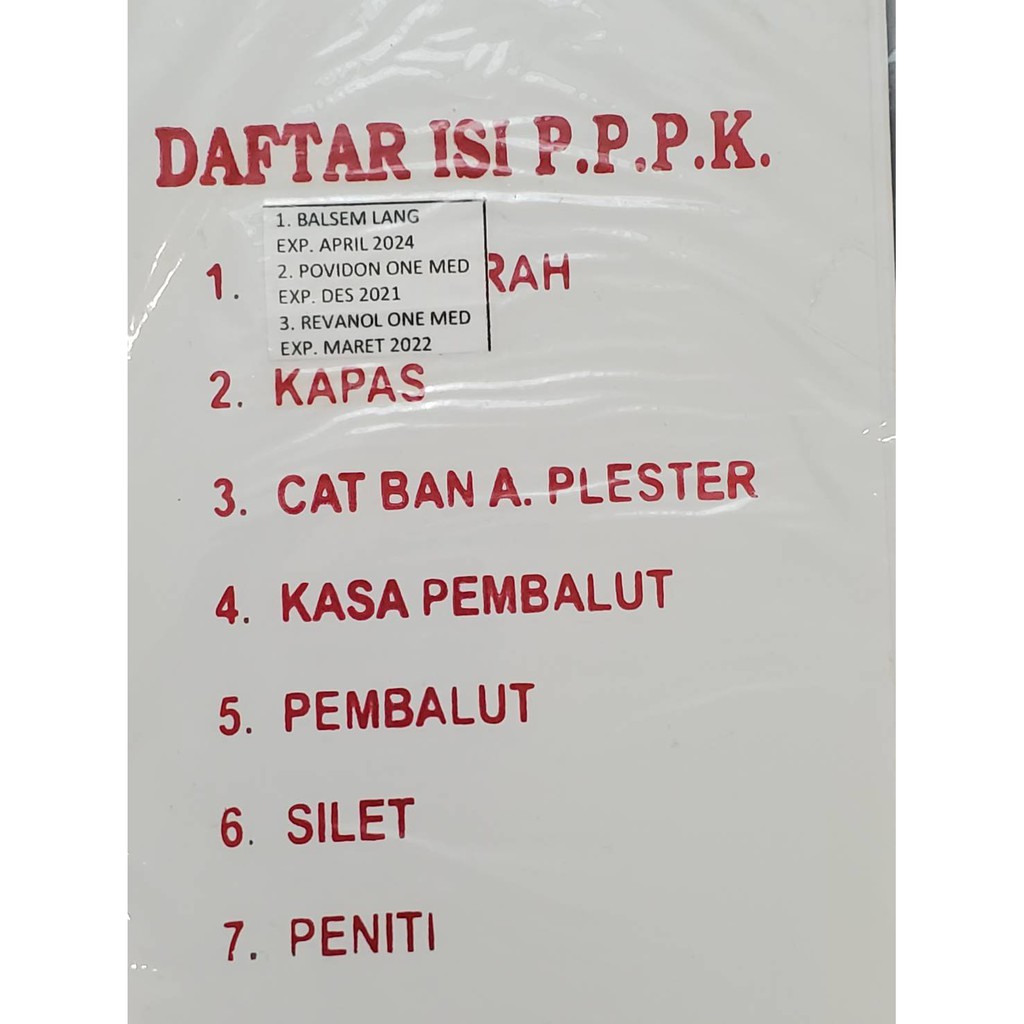 DAFTAR ISI P.P.P.K.
1. BALSEM LANG
EXP. APRIL 2024
2. POVIDON ONE MED
EXP. DES 2021
3. REVANOL ONE MED
EXP. MARET 2022
1. RAH
2. KAPAS
3. CAT BAN A. PLESTER
4. KASA PEMBALUT
5. PEMBALUT
6. SILET
7. PENITI